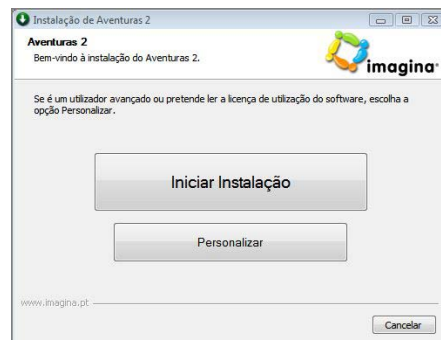 Instalação de Aventuras 2
Aventuras 2
Bem-vindo à instalação do Aventuras 2.
imagina
Se é um utilizador avançado ou pretende ler a licença de utilização do software, escolha a
opção Personalizar.
Iniciar Instalação
Personalizar
www.imagina.pt
Cancelar